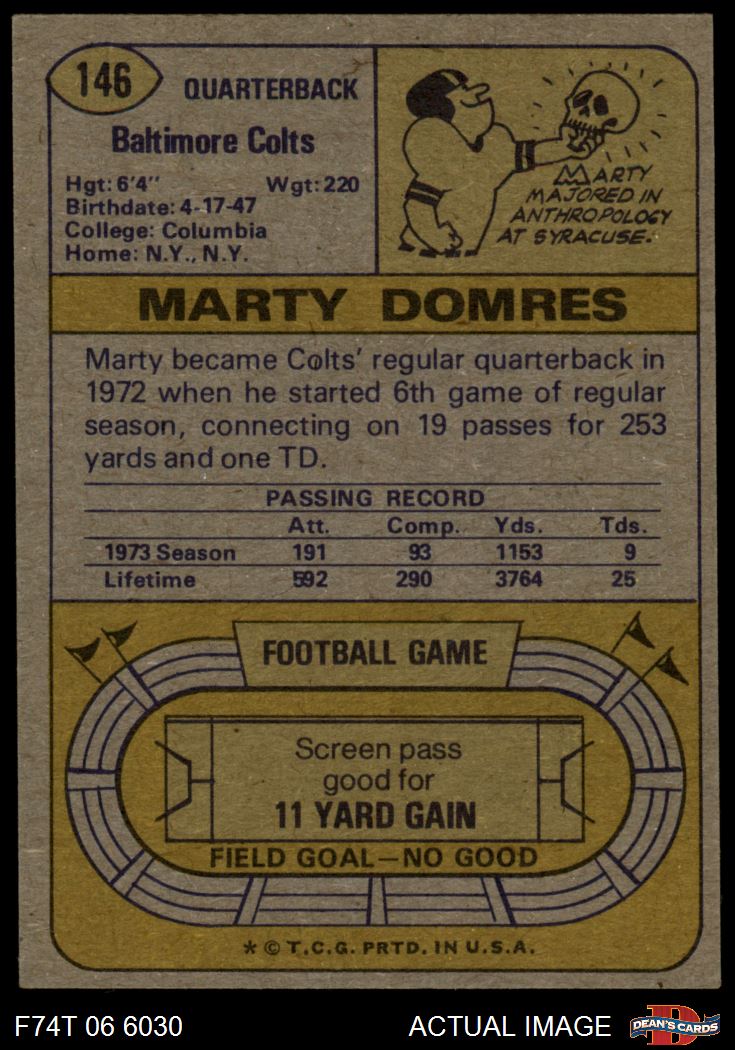 146
QUARTERBACK
Baltimore Colts
Hgt: 6'4" Wgt: 220
Birthdate: 4-17-47
College: Columbia
Home: N.Y., N.Y.
MARTY
MAJORED IN
ANTHROPOLOGY
AT SYRACUSE.
MARTY DOMRES
Marty became Colts' regular quarterback in
1972 when he started 6th game of regular
season, connecting on 19 passes for 253
yards and one TD.
PASSING RECORD
Att. Comp. Yds. Tds.
1973 Season 191 93 1153 9
Lifetime 592 290 3764 25
FOOTBALL GAME
Screen pass
good for
11 YARD GAIN
FIELD GOAL—NO GOOD
* © T.C.G. PRTD. IN U.S.A.
F74T 06 6030 ACTUAL IMAGE
D
DEAN'S CARDS